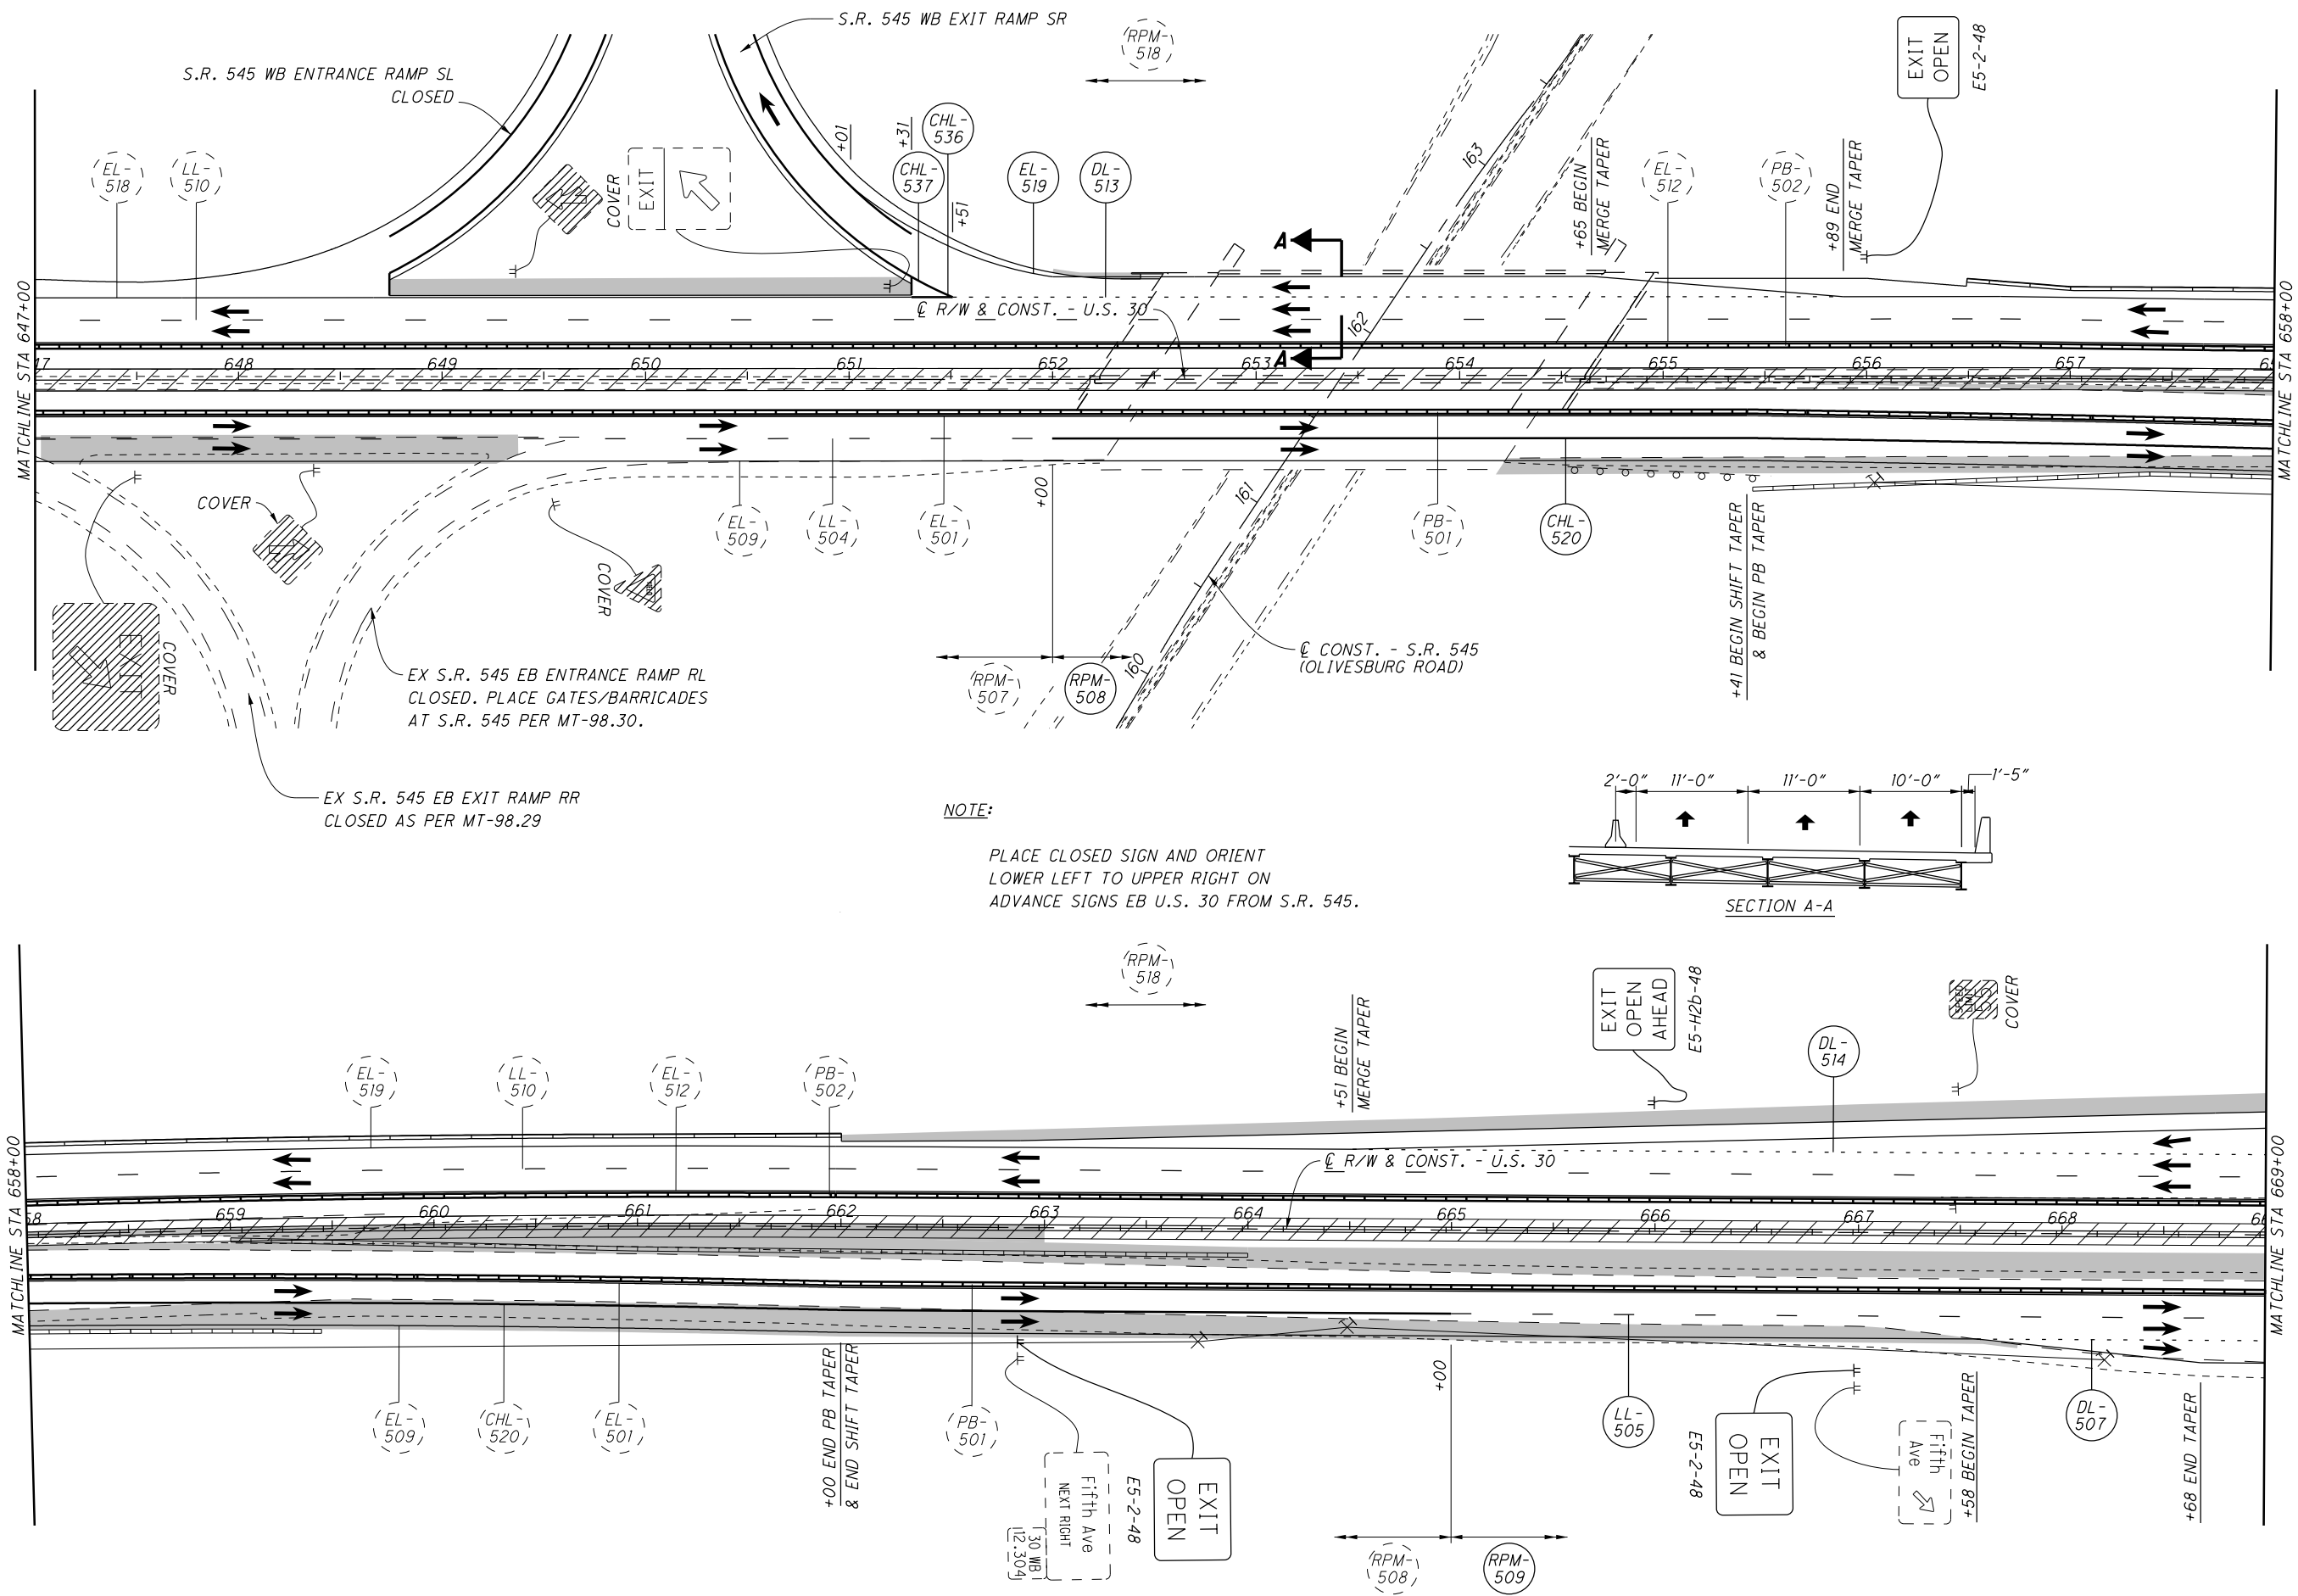 S.R. 545 WB EXIT RAMP SR
S.R. 545 WB ENTRANCE RAMP SL
CLOSED
RPM-
518
EXIT
OPEN
E5-2-48
EL-
518
LL-
510
COVER
EXIT
+01
+31
CHL-
537
CHL-
536
+51
EL-
519
DL-
513
A
163
+65 BEGIN
MERGE TAPER
EL-
512
PB-
502
+89 END
MERGE TAPER
MATCHLINE STA 647+00
MATCHLINE STA 658+00
℄ R/W & CONST. - U.S. 30
162
A
47
648
649
650
651
652
653
654
655
656
657
COVER
EXIT
COVER
COVER
EL-
509
LL-
504
EL-
501
+00
161
PB-
501
CHL-
520
+41 BEGIN SHIFT TAPER
& BEGIN PB TAPER
RPM-
507
RPM-
508
160
℄ CONST. - S.R. 545
(OLIVESBURG ROAD)
EX S.R. 545 EB ENTRANCE RAMP RL
CLOSED. PLACE GATES/BARRICADES
AT S.R. 545 PER MT-98.30.
EX S.R. 545 EB EXIT RAMP RR
CLOSED AS PER MT-98.29
NOTE:
PLACE CLOSED SIGN AND ORIENT
LOWER LEFT TO UPPER RIGHT ON
ADVANCE SIGNS EB U.S. 30 FROM S.R. 545.
2'-0" 11'-0" 11'-0" 10'-0" 1'-5"
SECTION A-A
RPM-
518
+51 BEGIN
MERGE TAPER
EXIT
OPEN
AHEAD
E5-H2b-48
DL-
514
SPEED
LIMIT
55
COVER
EL-
519
LL-
510
EL-
512
PB-
502
MATCHLINE STA 658+00
MATCHLINE STA 669+00
℄ R/W & CONST. - U.S. 30
58
659
660
661
662
663
664
665
666
667
668
EL-
509
CHL-
520
EL-
501
+00 END PB TAPER
& END SHIFT TAPER
PB-
501
30 WB
12.304
Fifth Ave
NEXT RIGHT
E5-2-48
EXIT
OPEN
+00
RPM-
508
RPM-
509
LL-
505
E5-2-48
EXIT
OPEN
Fifth
Ave
+58 BEGIN TAPER
DL-
507
+68 END TAPER